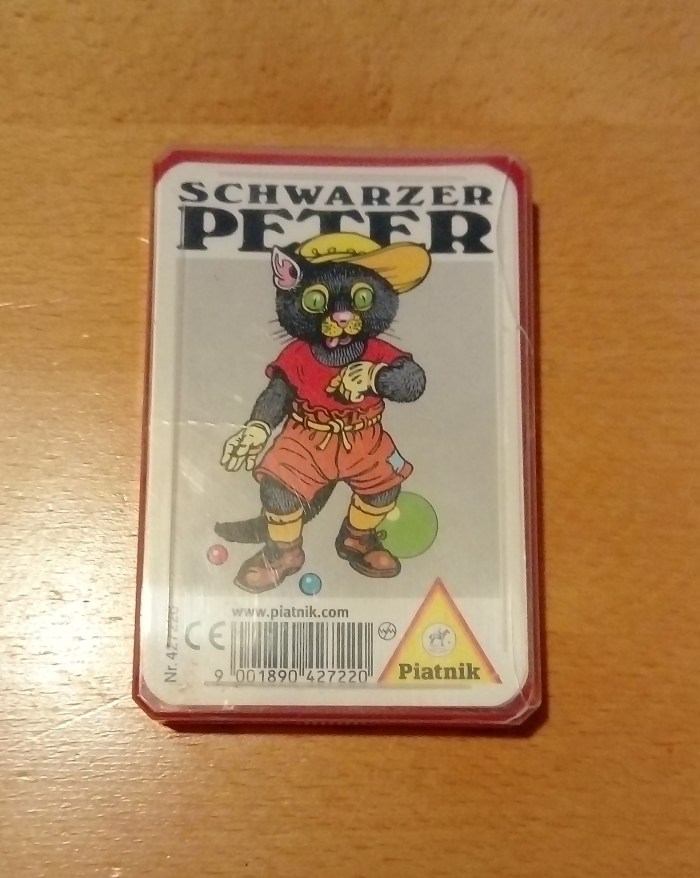 SCHWARZER
PETER
www.piatnik.com
CE
9 001890 427220
Piatnik